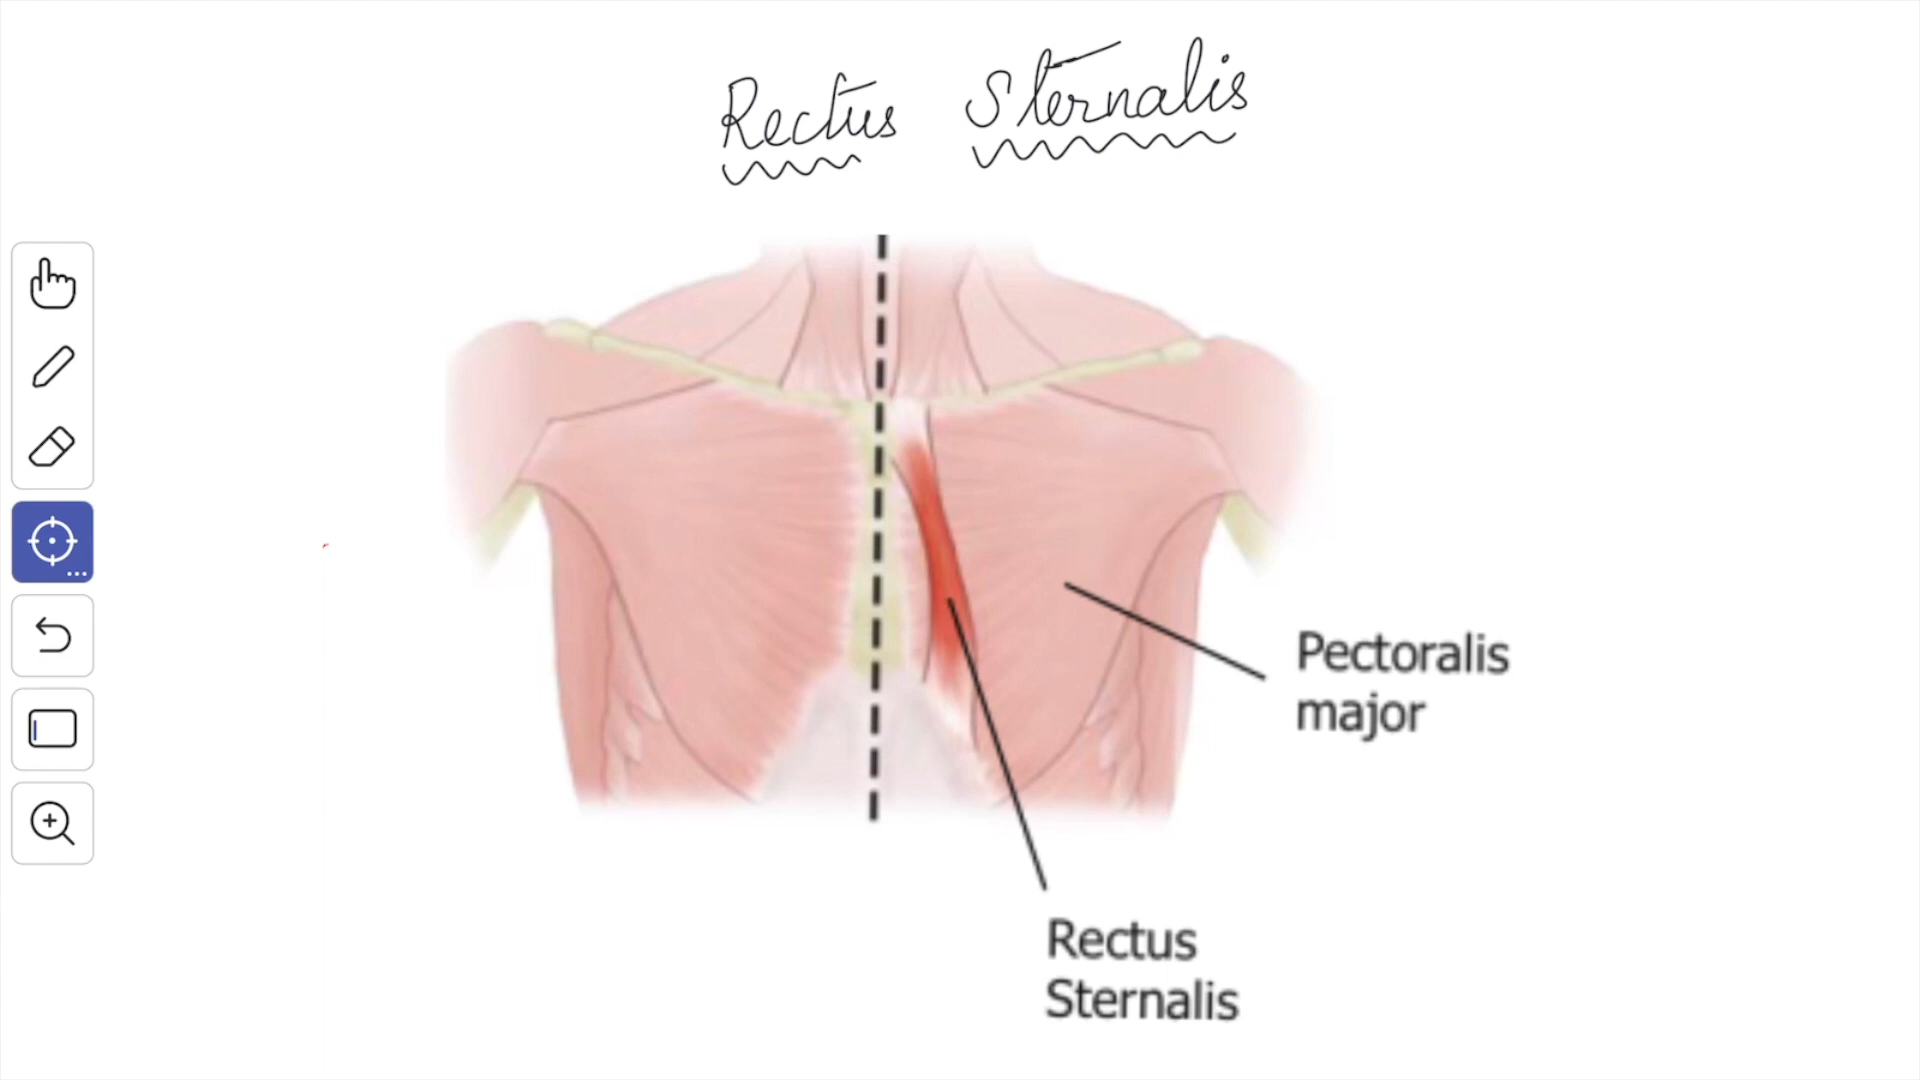 Rectus Sternalis
Pectoralis
major
Rectus
Sternalis